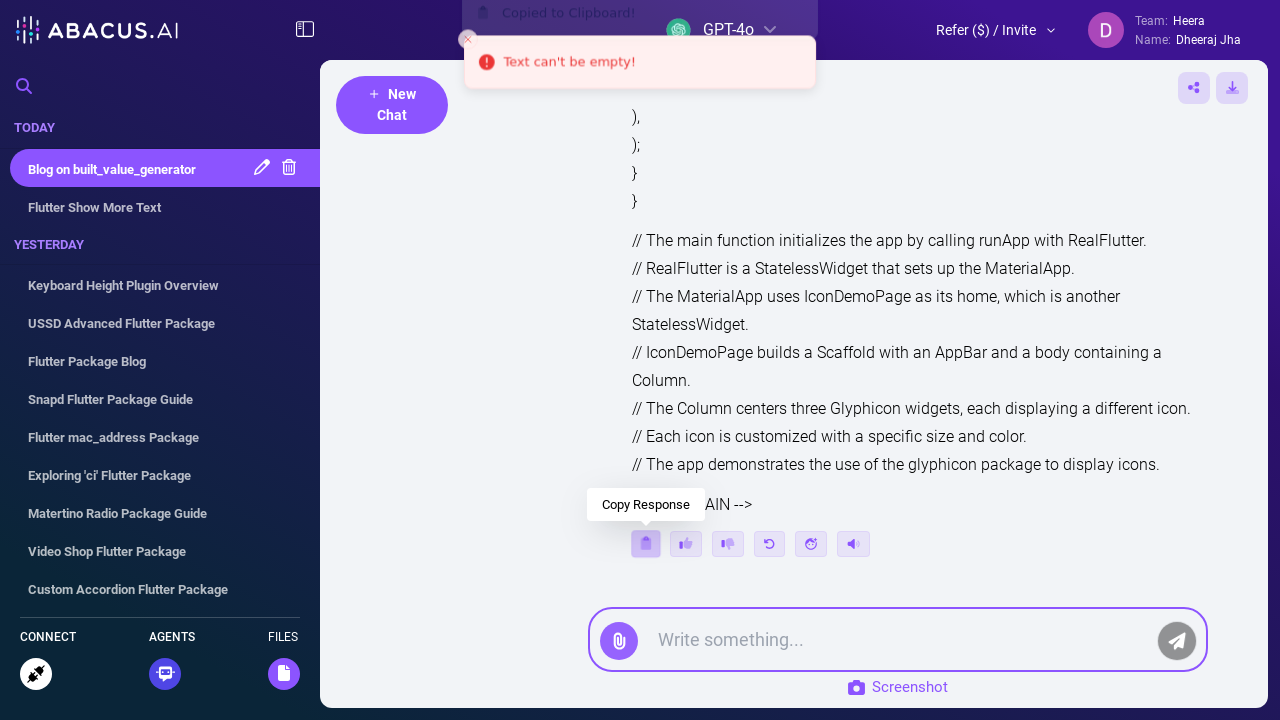 ABACUS.AI
Copied to Clipboard!
GPT-4o
Refer ($) / Invite
D
Team: Heera
Name: Dheeraj Jha
Text can't be empty!
+ New
Chat
TODAY
Blog on built_value_generator
Flutter Show More Text
YESTERDAY
Keyboard Height Plugin Overview
USSD Advanced Flutter Package
Flutter Package Blog
Snapd Flutter Package Guide
Flutter mac_address Package
Exploring 'ci' Flutter Package
Matertino Radio Package Guide
Video Shop Flutter Package
Custom Accordion Flutter Package
CONNECT
AGENTS
FILES
),
);
}
}
// The main function initializes the app by calling runApp with RealFlutter.
// RealFlutter is a StatelessWidget that sets up the MaterialApp.
// The MaterialApp uses IconDemoPage as its home, which is another
StatelessWidget.
// IconDemoPage builds a Scaffold with an AppBar and a body containing a
Column.
// The Column centers three Glyphicon widgets, each displaying a different icon.
// Each icon is customized with a specific size and color.
// The app demonstrates the use of the glyphicon package to display icons.
AIN -->
Copy Response
Write something...
Screenshot